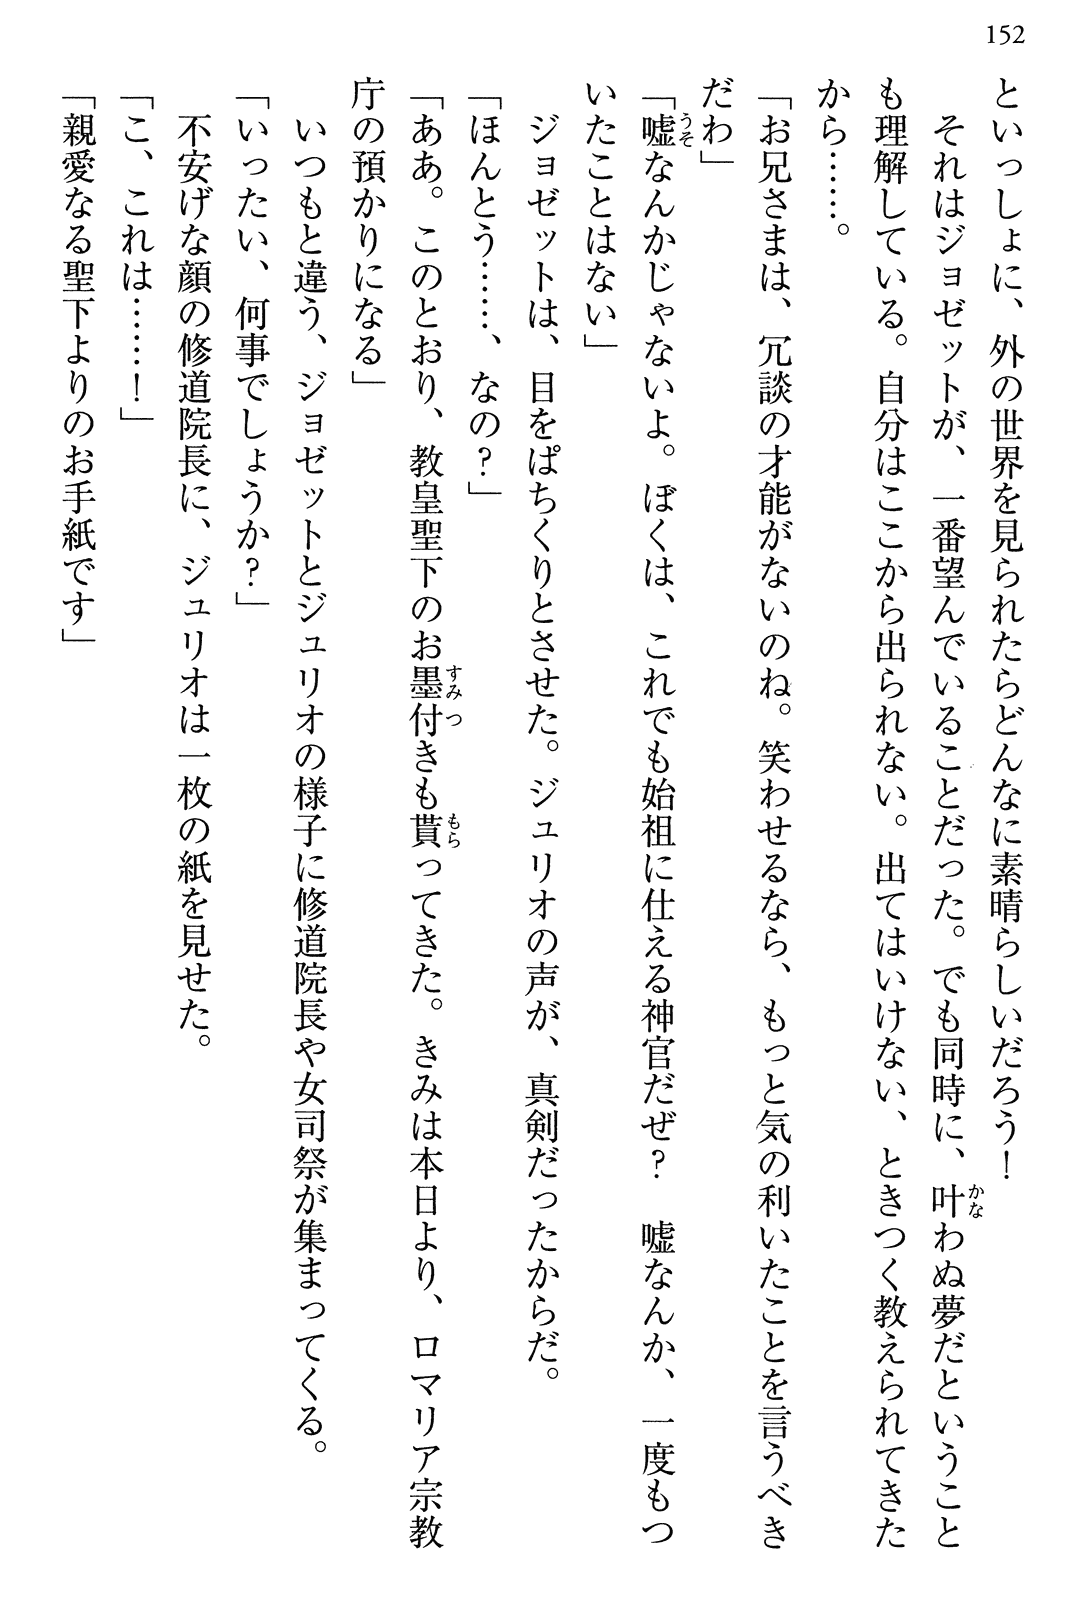 152
といっしょに、外の世界を見られたらどんなに素晴らしいだろう!
それはジョゼットが、一番望んでいることだった。でも同時に、叶わぬ夢だということ
も理解している。自分はここから出られない。出てはいけない、ときつく教えられてきた
から……。
「お兄さまは、冗談の才能がないのね。笑わせるなら、もっと気の利いたことを言うべき
だわ」
「嘘なんかじゃないよ。ぼくは、これでも始祖に仕える神官だぜ? 嘘なんか、一度もつ
いたことはない」
ジョゼットは、目をぱちくりとさせた。ジュリオの声が、真剣だったからだ。
「ほんとう……、なの?」
「ああ。このとおり、教皇聖下のお墨付きも貰ってきた。きみは本日より、ロマリア宗教
庁の預かりになる」
いつもと違う、ジョゼットとジュリオの様子に修道院長や女司祭が集まってくる。
「いったい、何事でしょうか?」
不安げな顔の修道院長に、ジュリオは一枚の紙を見せた。
「こ、これは……!」
「親愛なる聖下よりのお手紙です」